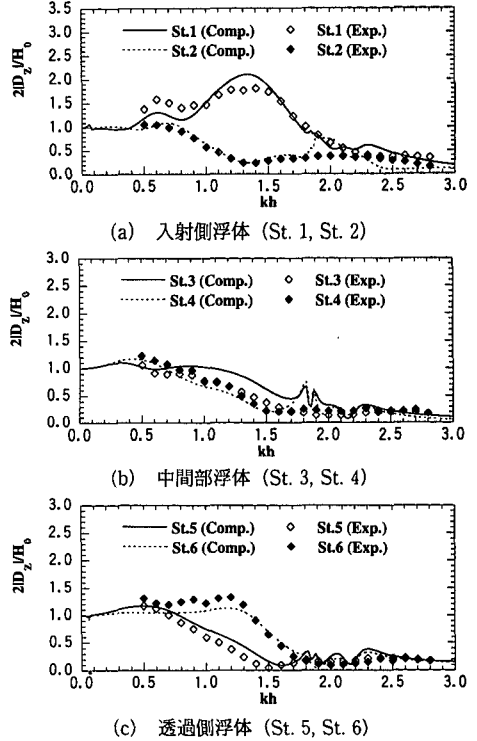 3.5
3.0
2.5
2.0
1.5
1.0
0.5
0
2|D_z|/H_0
St.1 (Comp.) St.1 (Exp.)
St.2 (Comp.) St.2 (Exp.)
0.0 0.5 1.0 1.5 2.0 2.5 3.0
kh
(a) 入射側浮体 (St. 1, St. 2)
3.0
2.5
2.0
1.5
1.0
0.5
0.0
2|D_z|/H_0
St.3 (Comp.) St.3 (Exp.)
St.4 (Comp.) St.4 (Exp.)
0.0 0.5 1.0 1.5 2.0 2.5 3.0
kh
(b) 中間部浮体 (St. 3, St. 4)
3.0
2.5
2.0
1.5
1.0
0.5
0.0
2|D_z|/H_0
St.5 (Comp.) St.5 (Exp.)
St.6 (Comp.) St.6 (Exp.)
0.0 0.5 1.0 1.5 2.0 2.5 3.0
kh
(c) 透過側浮体 (St. 5, St. 6)